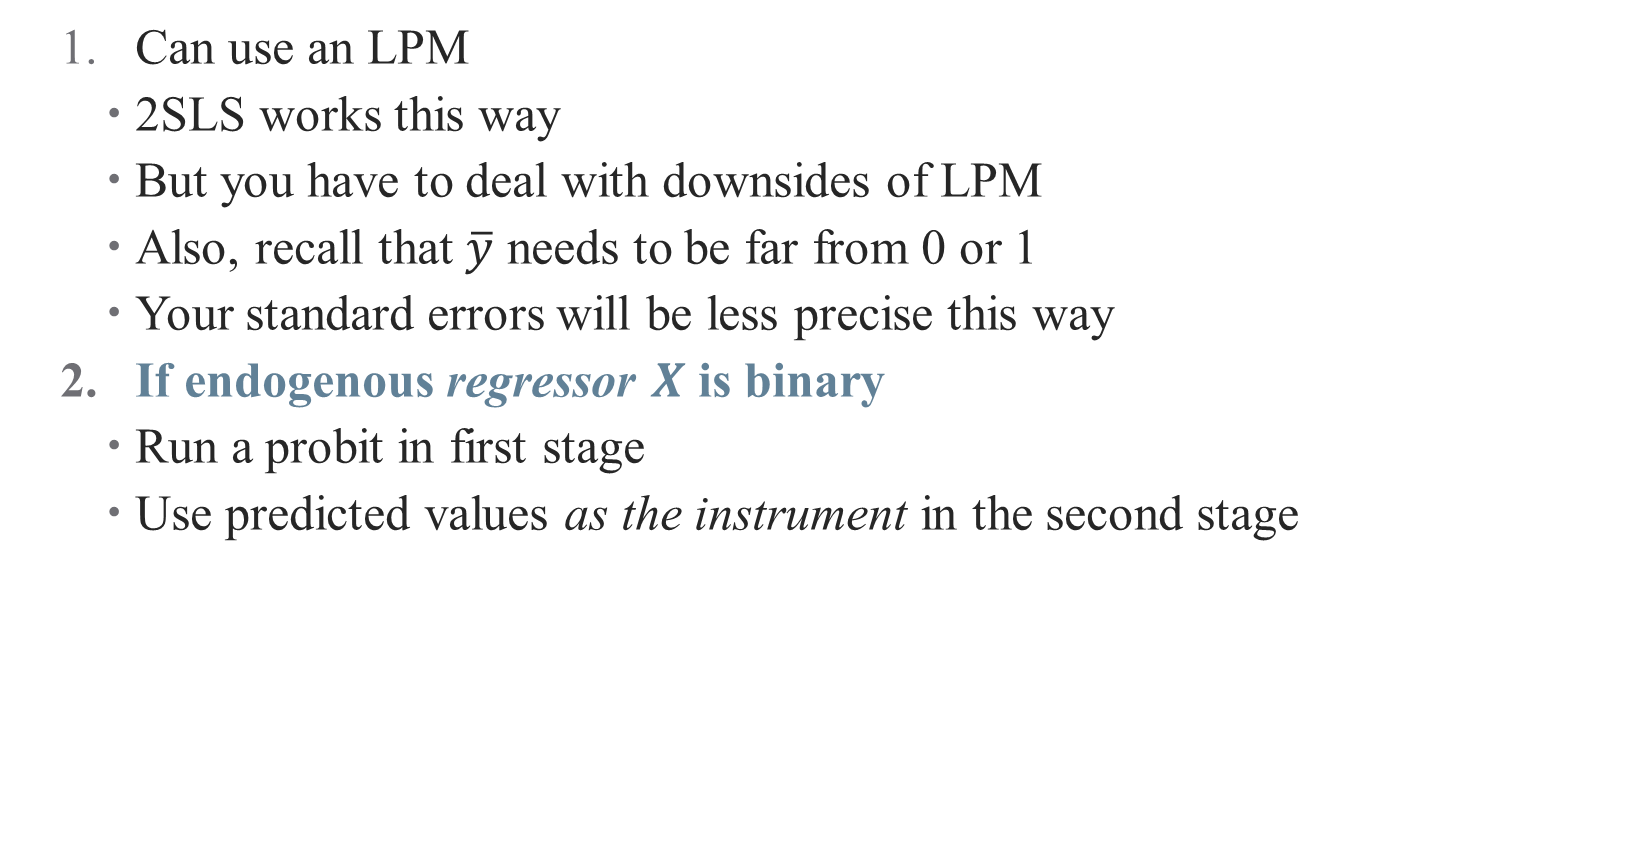 1. Can use an LPM
• 2SLS works this way
• But you have to deal with downsides of LPM
• Also, recall that ȳ needs to be far from 0 or 1
• Your standard errors will be less precise this way
2. If endogenous regressor X is binary
• Run a probit in first stage
• Use predicted values as the instrument in the second stage